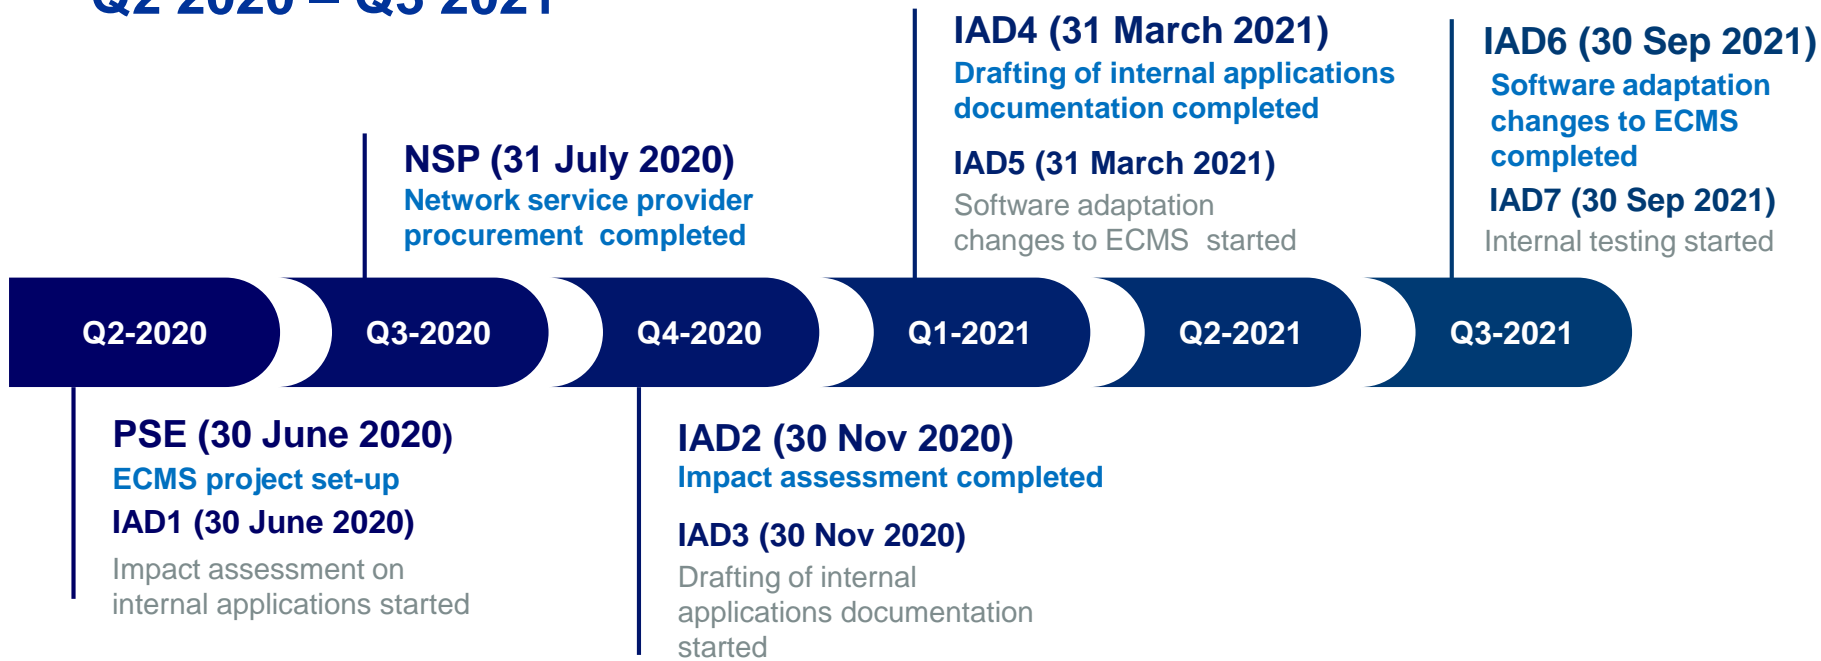 Q2 2020 – Q3 2021
IAD4 (31 March 2021)
Drafting of internal applications
documentation completed
IAD5 (31 March 2021)
Software adaptation
changes to ECMS started
IAD6 (30 Sep 2021)
Software adaptation
changes to ECMS
completed
IAD7 (30 Sep 2021)
Internal testing started
NSP (31 July 2020)
Network service provider
procurement completed
Q2-2020
Q3-2020
Q4-2020
Q1-2021
Q2-2021
Q3-2021
PSE (30 June 2020)
ECMS project set-up
IAD1 (30 June 2020)
Impact assessment on
internal applications started
IAD2 (30 Nov 2020)
Impact assessment completed
IAD3 (30 Nov 2020)
Drafting of internal
applications documentation
started